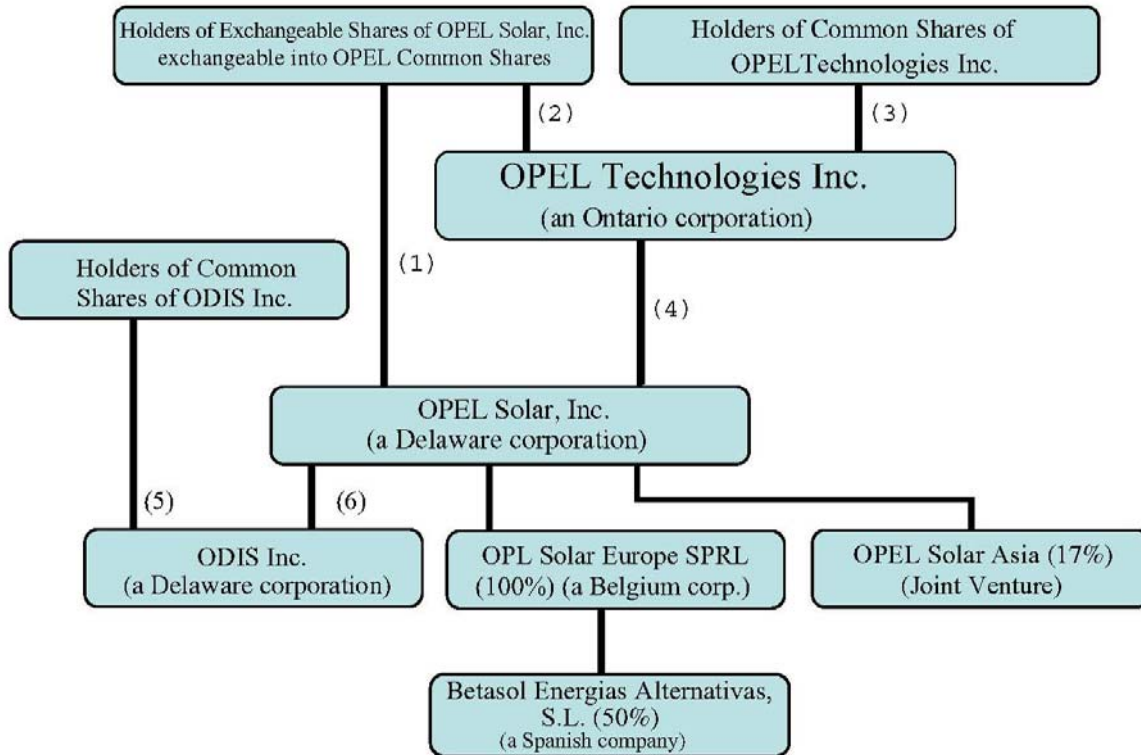 Holders of Exchangeable Shares of OPEL Solar, Inc.
exchangeable into OPEL Common Shares
Holders of Common Shares of
OPELTechnologies Inc.
(2)
(3)
OPEL Technologies Inc.
(an Ontario corporation)
Holders of Common
Shares of ODIS Inc.
(1)
(4)
OPEL Solar, Inc.
(a Delaware corporation)
(5)
(6)
ODIS Inc.
(a Delaware corporation)
OPL Solar Europe SPRL
(100%) (a Belgium corp.)
OPEL Solar Asia (17%)
(Joint Venture)
Betasol Energias Alternativas,
S.L. (50%)
(a Spanish company)